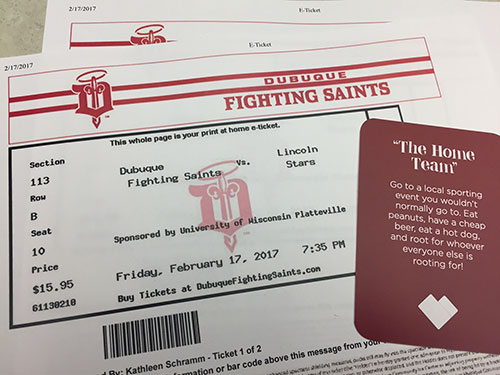 2/17/2017
E-Ticket
2/17/2017
E-Ticket
DUBUQUE
FIGHTING SAINTS
This whole page is your print at home e-ticket.
Section
113
Row
B
Seat
10
Price
$15.95
61138218
Dubuque Vs. Lincoln
Fighting Saints Stars
Sponsored by University of Wisconsin Platteville
Friday, February 17, 2017 7:35 PM
Buy Tickets at DubuqueFightingSaints.com
By: Kathleen Schramm - Ticket 1 of 2
information or bar code above this message from your
"The Home
Team"
Go to a local sporting
event you wouldn't
normally go to. Eat
peanuts, have a cheap
beer, eat a hot dog,
and root for whoever
everyone else is
rooting for!